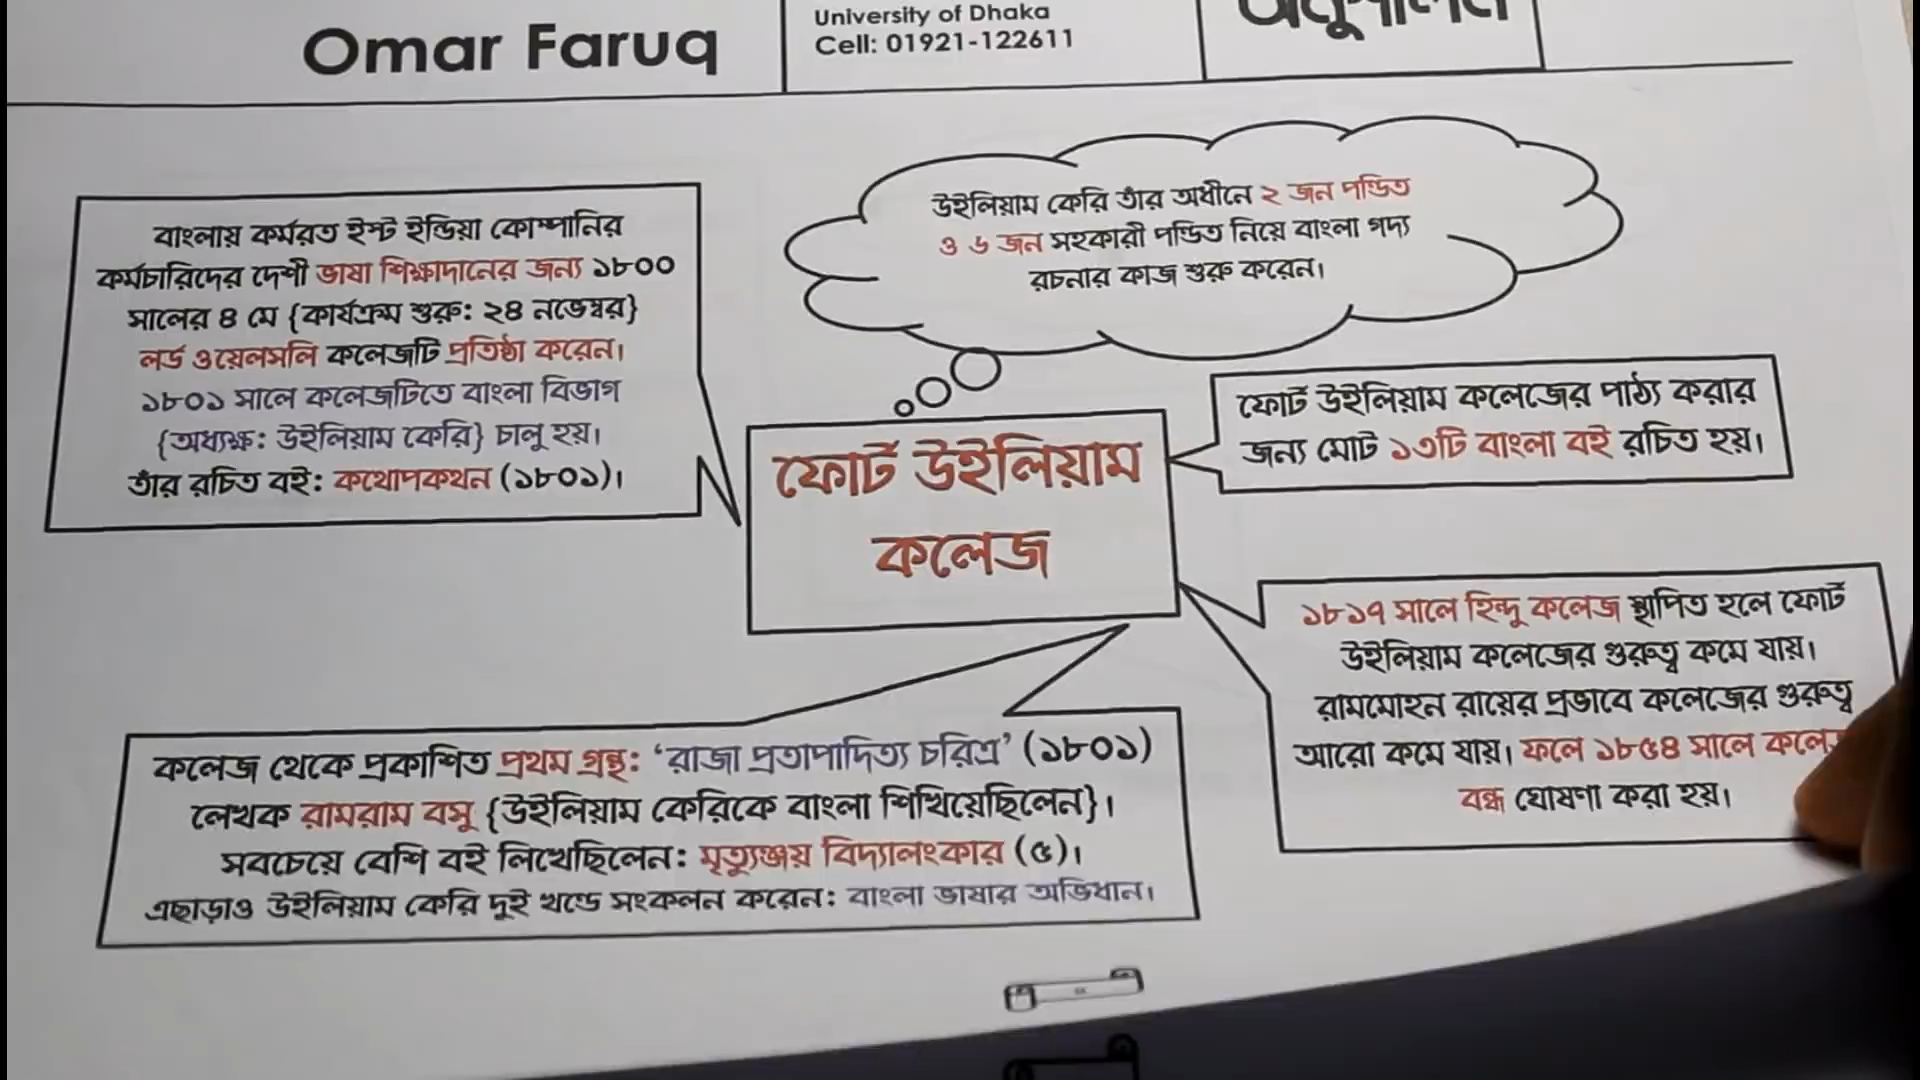 Omar Faruq
University of Dhaka
Cell: 01921-122611
বাংলায় কর্মরত ইস্ট ইন্ডিয়া কোম্পানির
কর্মচারিদের দেশী ভাষা শিক্ষাদানের জন্য ১৮০০
সালের ৪ মে {কার্যক্রম শুরু: ২৪ নভেম্বর}
লর্ড ওয়েলসলি কলেজটি প্রতিষ্ঠা করেন।
১৮০১ সালে কলেজটিতে বাংলা বিভাগ
{অধ্যক্ষ: উইলিয়াম কেরি} চালু হয়।
তাঁর রচিত বই: কথোপকথন (১৮০১)।
উইলিয়াম কেরি তাঁর অধীনে ২ জন পণ্ডিত
ও ৬ জন সহকারী পণ্ডিত নিয়ে বাংলা গদ্য
রচনার কাজ শুরু করেন।
ফোর্ট উইলিয়াম
কলেজ
ফোর্ট উইলিয়াম কলেজের পাঠ্য করার
জন্য মোট ১৩টি বাংলা বই রচিত হয়।
১৮১৭ সালে হিন্দু কলেজ স্থাপিত হলে ফোর্ট
উইলিয়াম কলেজের গুরুত্ব কমে যায়।
রামমোহন রায়ের প্রভাবে কলেজের গুরুত্ব
আরো কমে যায়। ফলে ১৮৫৪ সালে
বন্ধ ঘোষণা করা হয়।
কলেজ থেকে প্রকাশিত প্রথম গ্রন্থ: ‘রাজা প্রতাপাদিত্য চরিত্র’ (১৮০১)
লেখক রামরাম বসু {উইলিয়াম কেরিকে বাংলা শিখিয়েছিলেন}।
সবচেয়ে বেশি বই লিখেছিলেন: মৃত্যুঞ্জয় বিদ্যালংকার (৫)।
এছাড়াও উইলিয়াম কেরি দুই খন্ডে সংকলন করেন: বাংলা ভাষার অভিধান।